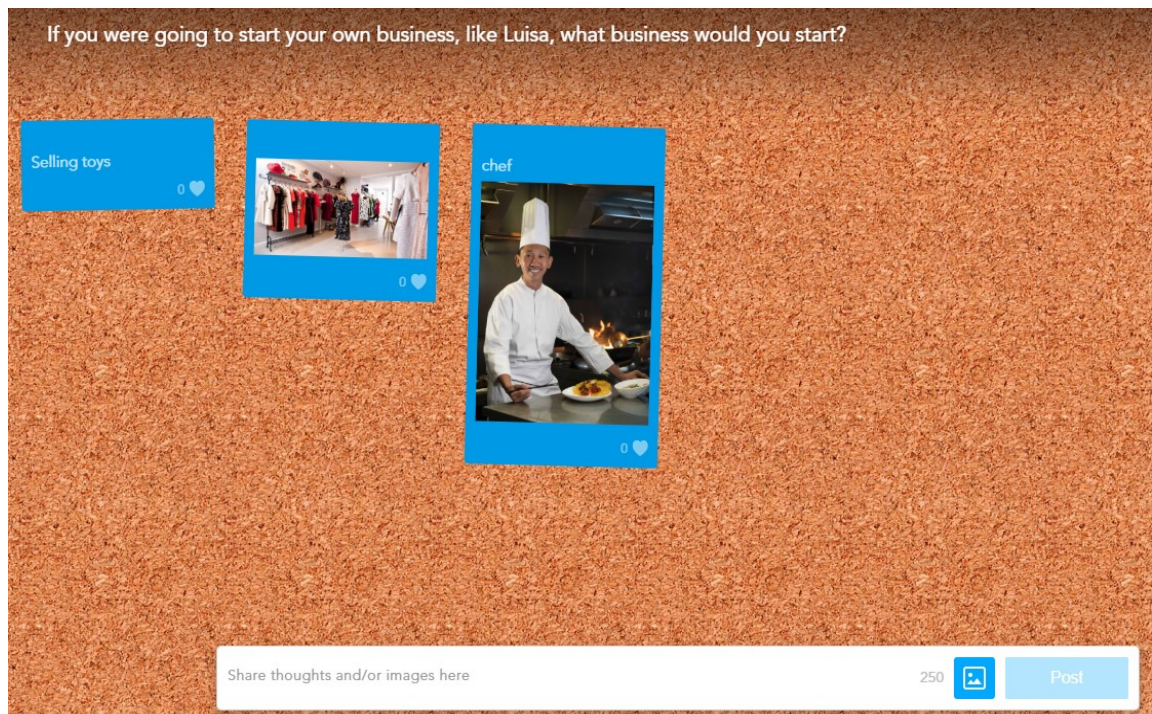 If you were going to start your own business, like Luisa, what business would you start?
Selling toys
0
0
chef
0
Share thoughts and/or images here
250
Post